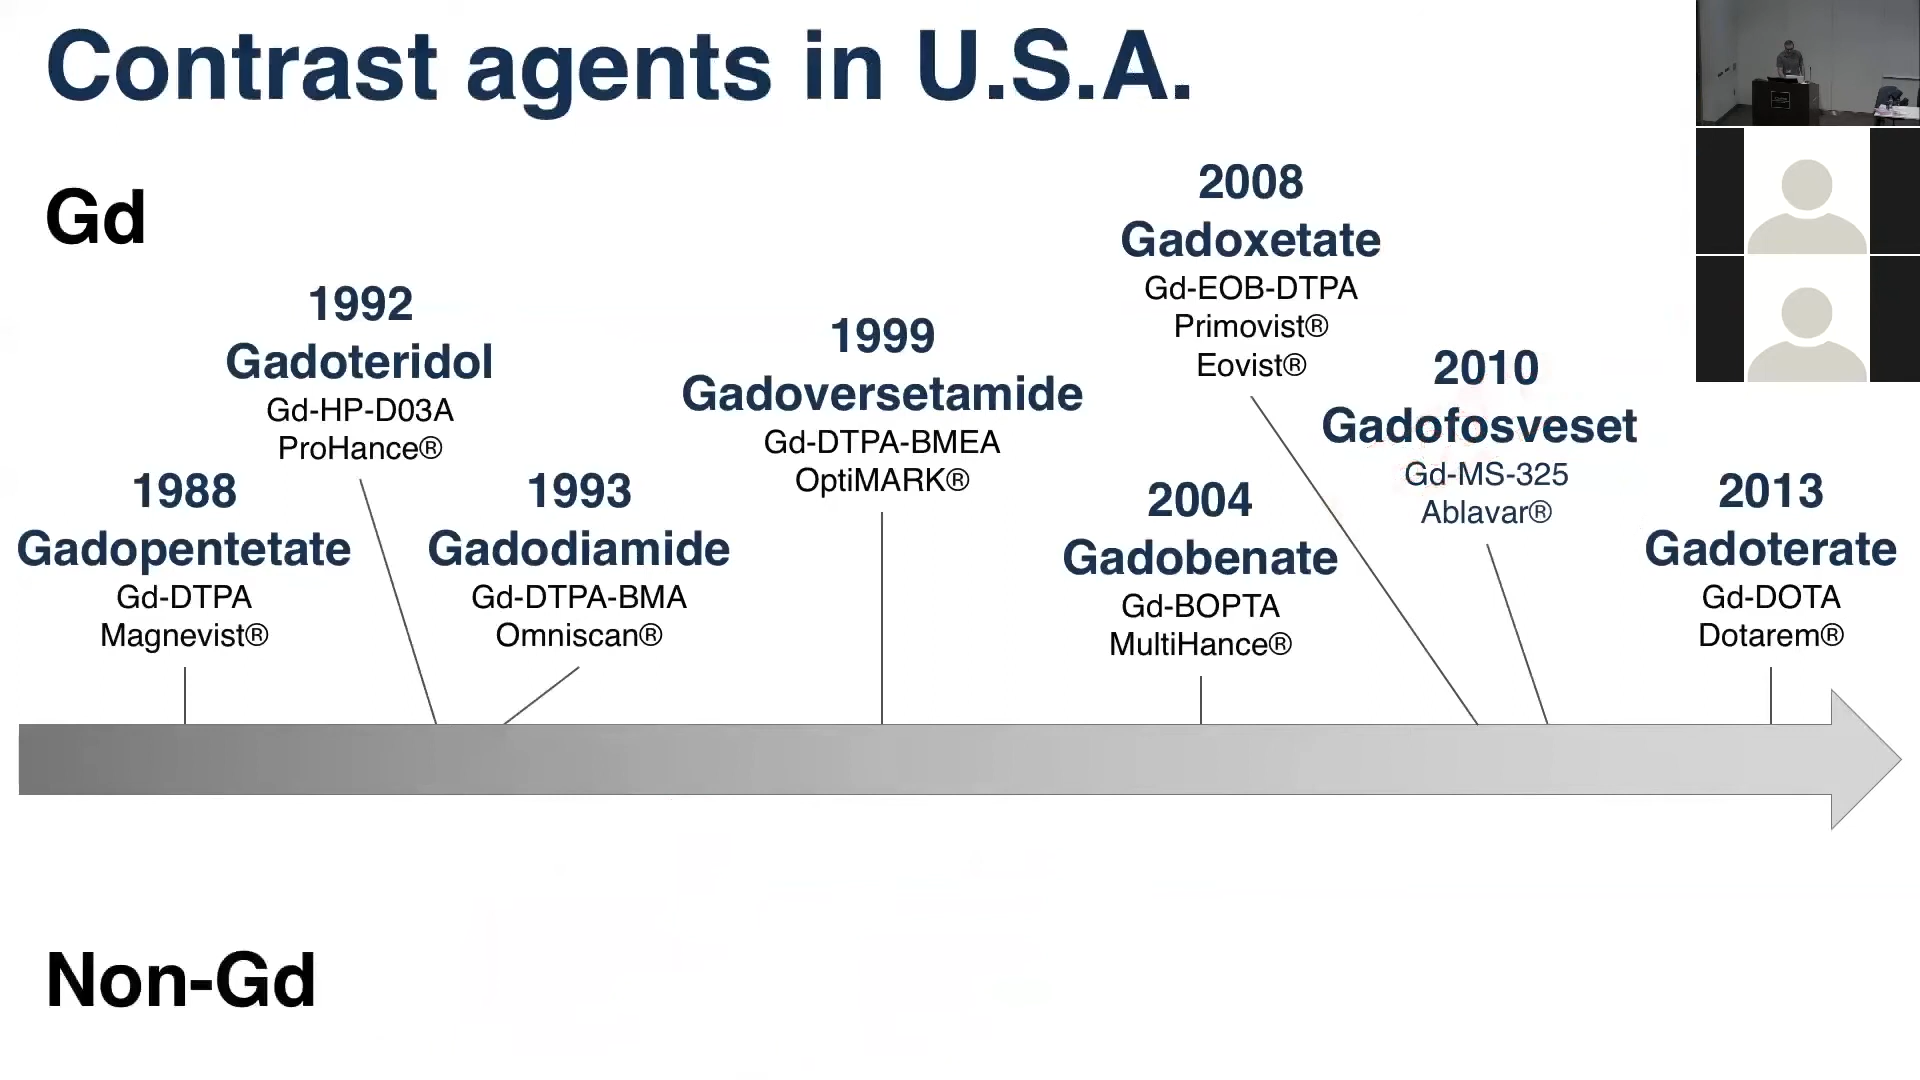 Contrast agents in U.S.A.
Gd
1988
Gadopentetate
Gd-DTPA
Magnevist®
1992
Gadoteridol
Gd-HP-D03A
ProHance®
1993
Gadodiamide
Gd-DTPA-BMA
Omniscan®
1999
Gadoversetamide
Gd-DTPA-BMEA
OptiMARK®
2004
Gadobenate
Gd-BOPTA
MultiHance®
2008
Gadoxetate
Gd-EOB-DTPA
Primovist®
Eovist®
2010
Gadofosveset
Gd-MS-325
Ablavar®
2013
Gadoterate
Gd-DOTA
Dotarem®
Non-Gd